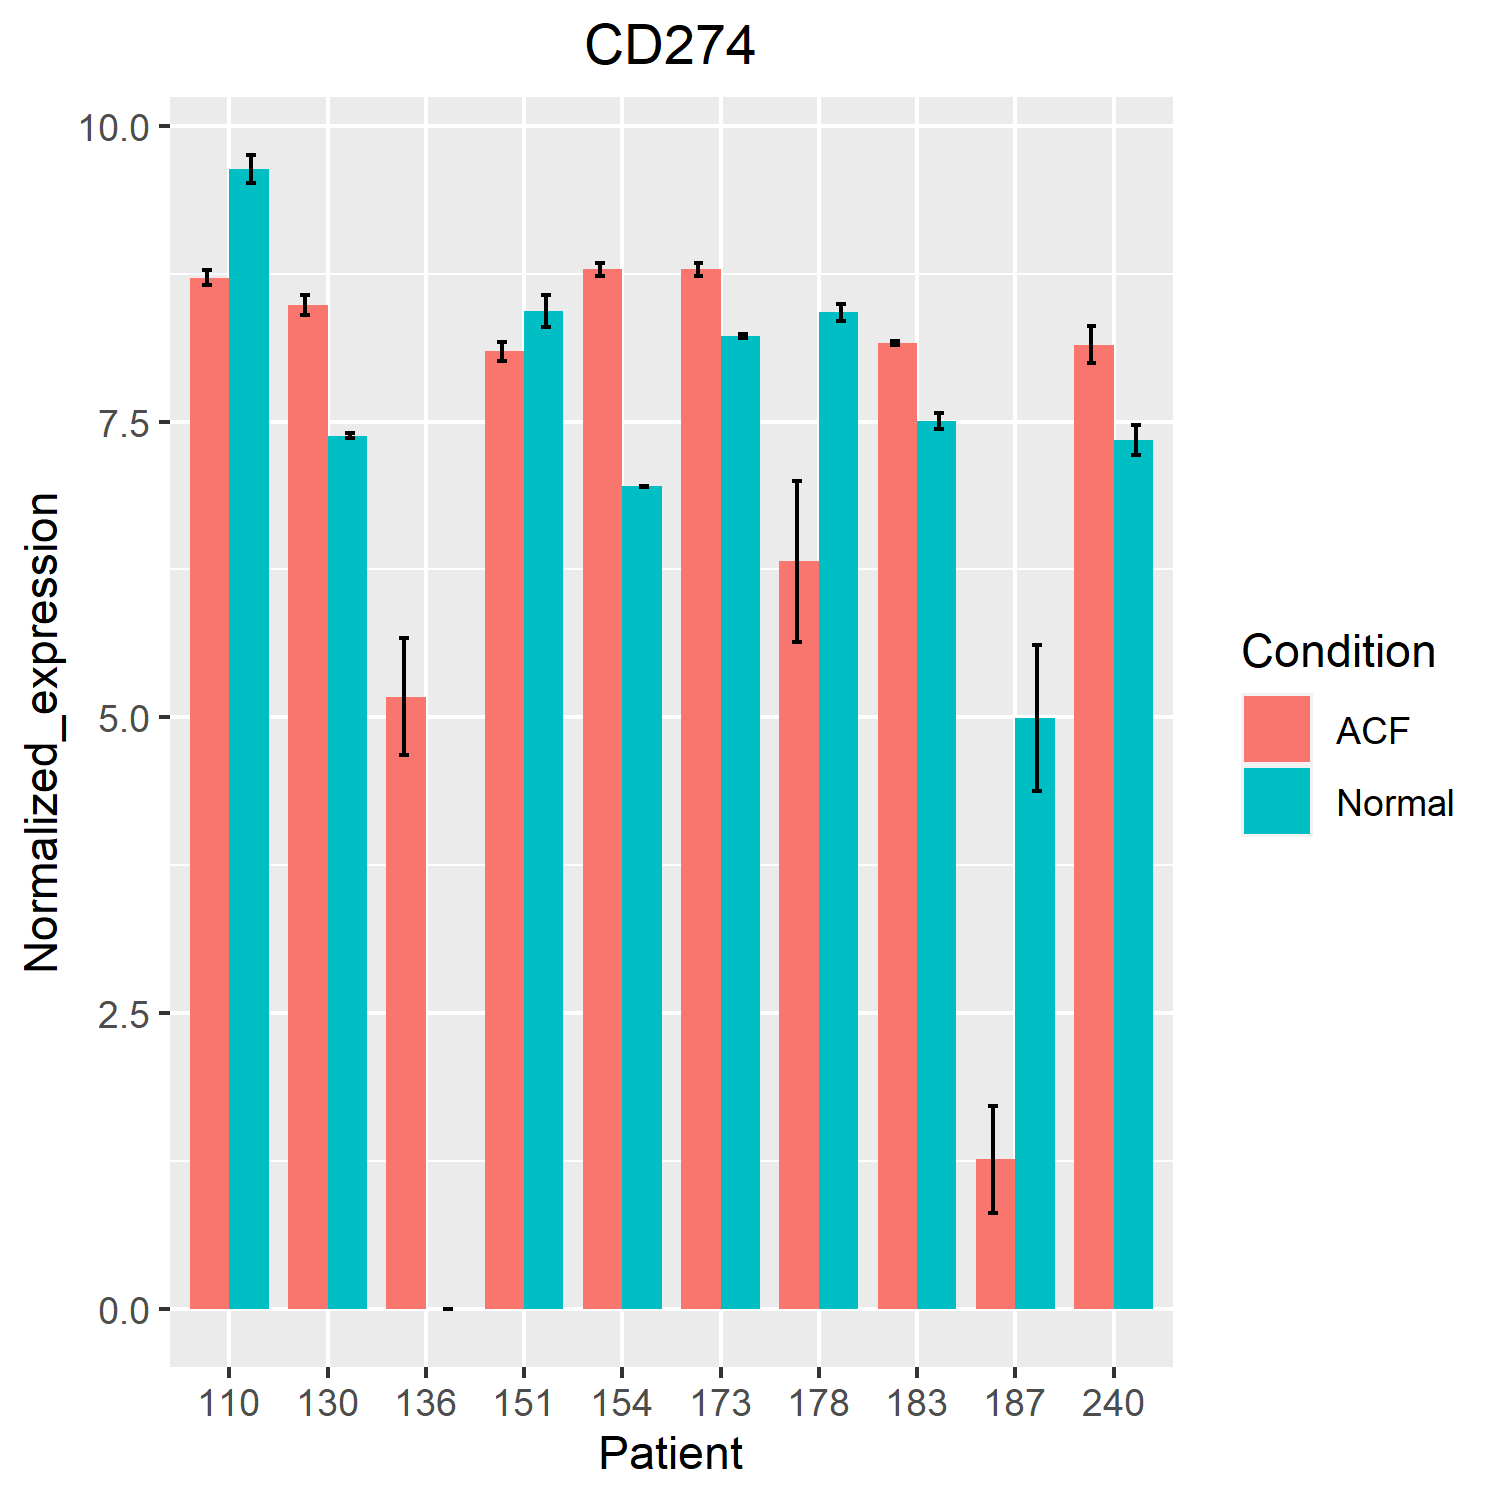 CD274
10.0
7.5
5.0
2.5
0.0
Normalized_expression
110 130 136 151 154 173 178 183 187 240
Patient
Condition
ACF
Normal